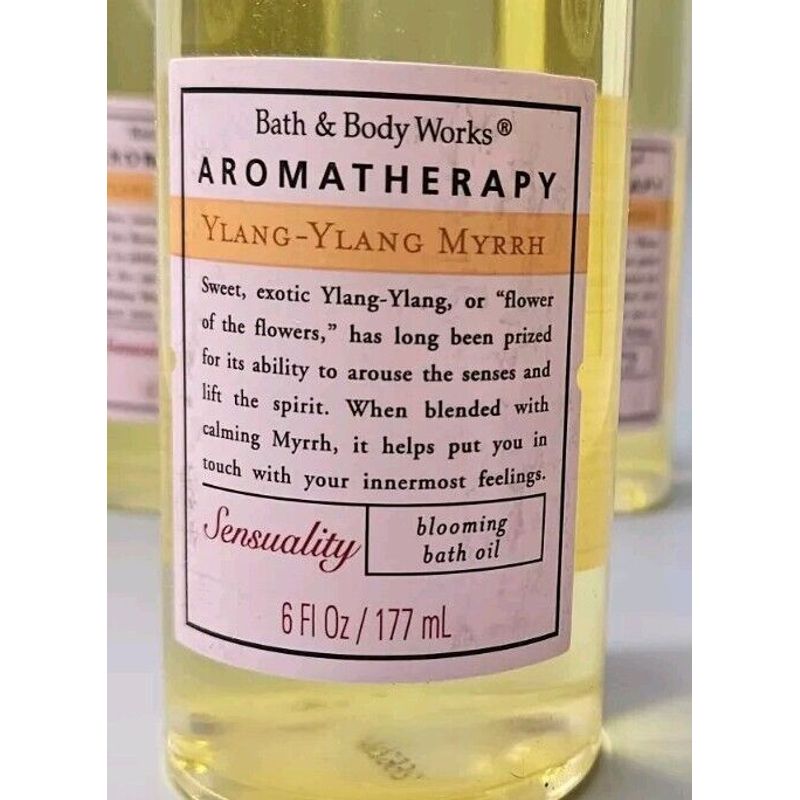 Bath & Body Works®
AROMATHERAPY
YLANG-YLANG MYRRH
Sweet, exotic Ylang-Ylang, or “flower
of the flowers,” has long been prized
for its ability to arouse the senses and
lift the spirit. When blended with
calming Myrrh, it helps put you in
touch with your innermost feelings.
Sensuality
blooming
bath oil
6 Fl Oz / 177 mL